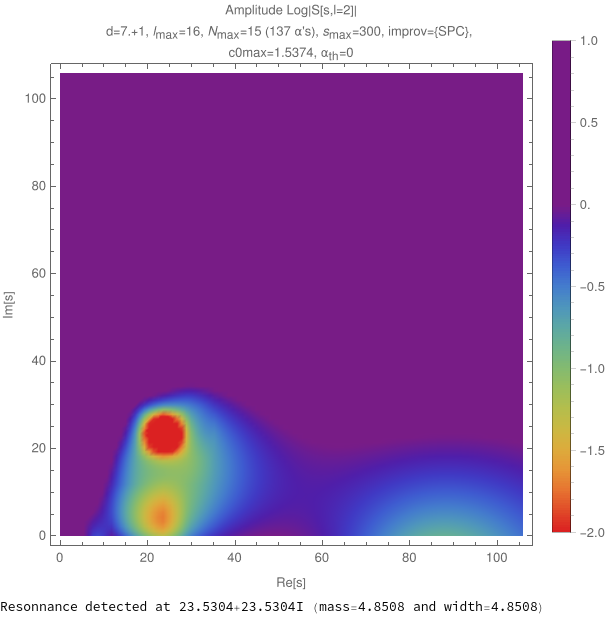 Amplitude Log|S[s,l=2]|
d=7.+1, lmax=16, Nmax=15 (137 α's), smax=300, improv={SPC},
c0max=1.5374, αth=0
1.0
0.5
0.
−0.5
−1.0
−1.5
−2.0
100
80
60
40
20
0
Im[s]
0 20 40 60 80 100
Re[s]
Resonnance detected at 23.5304+23.5304I (mass=4.8508 and width=4.8508)